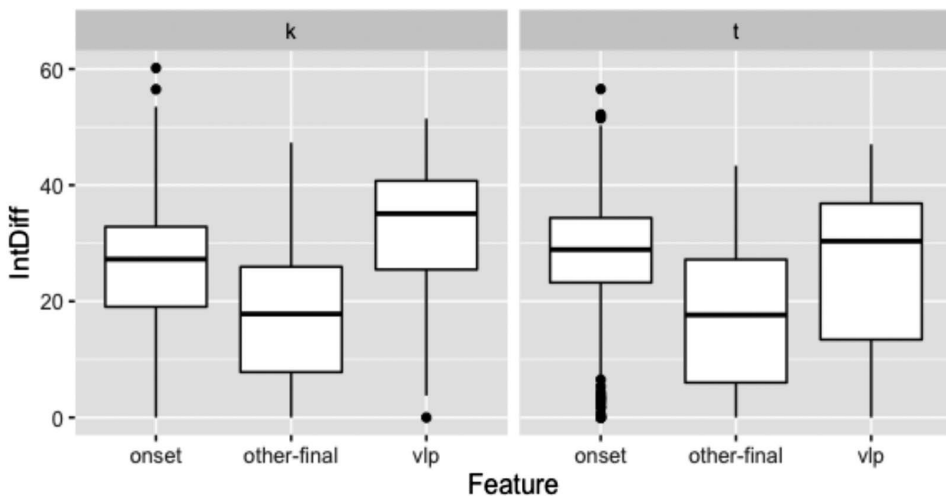 k t
60
40
20
0
IntDiff
onset other-final vlp onset other-final vlp
Feature